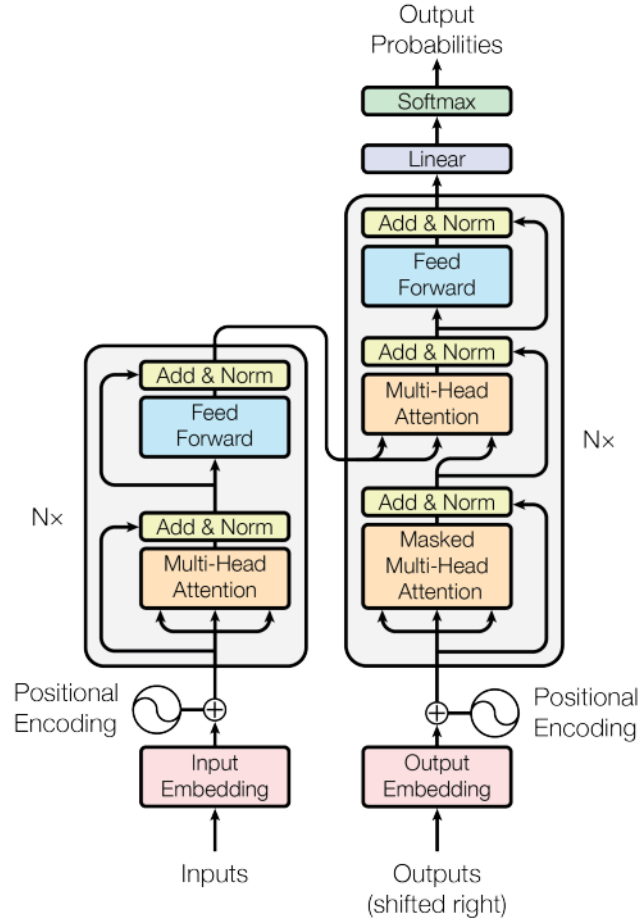 Output
Probabilities
Softmax
Linear
Add & Norm
Feed
Forward
Add & Norm
Multi-Head
Attention
Add & Norm
Masked
Multi-Head
Attention
Nx
Add & Norm
Feed
Forward
Add & Norm
Multi-Head
Attention
Nx
Positional
Encoding
Positional
Encoding
Input
Embedding
Output
Embedding
Inputs
Outputs
(shifted right)